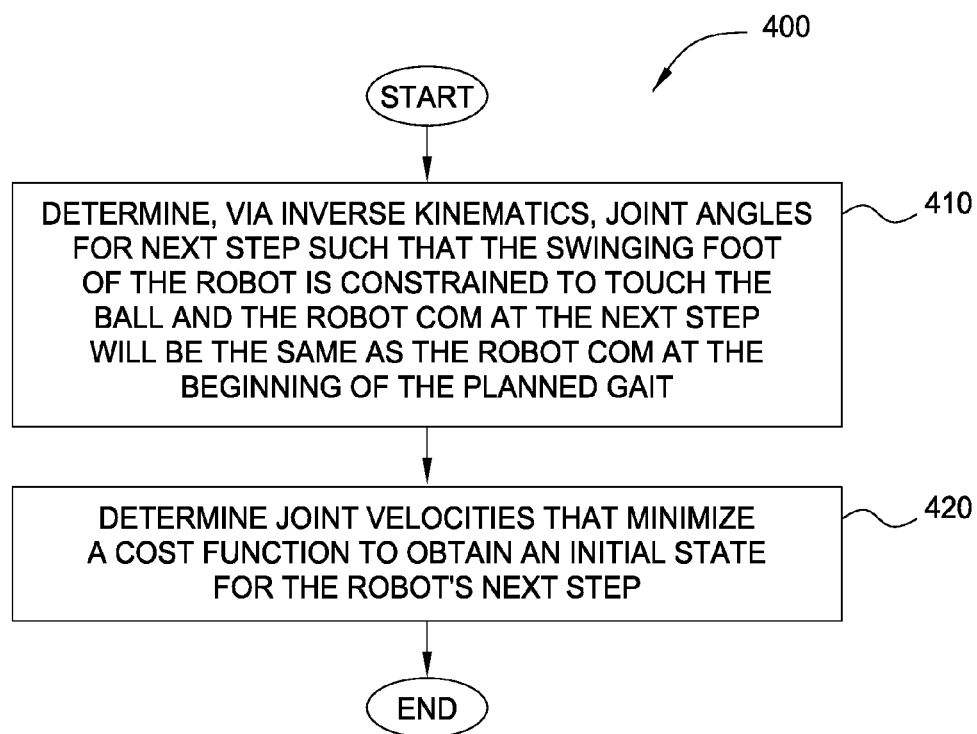 400
START
DETERMINE, VIA INVERSE KINEMATICS, JOINT ANGLES
FOR NEXT STEP SUCH THAT THE SWINGING FOOT
OF THE ROBOT IS CONSTRAINED TO TOUCH THE
BALL AND THE ROBOT COM AT THE NEXT STEP
WILL BE THE SAME AS THE ROBOT COM AT THE
BEGINNING OF THE PLANNED GAIT
410
DETERMINE JOINT VELOCITIES THAT MINIMIZE
A COST FUNCTION TO OBTAIN AN INITIAL STATE
FOR THE ROBOT'S NEXT STEP
420
END